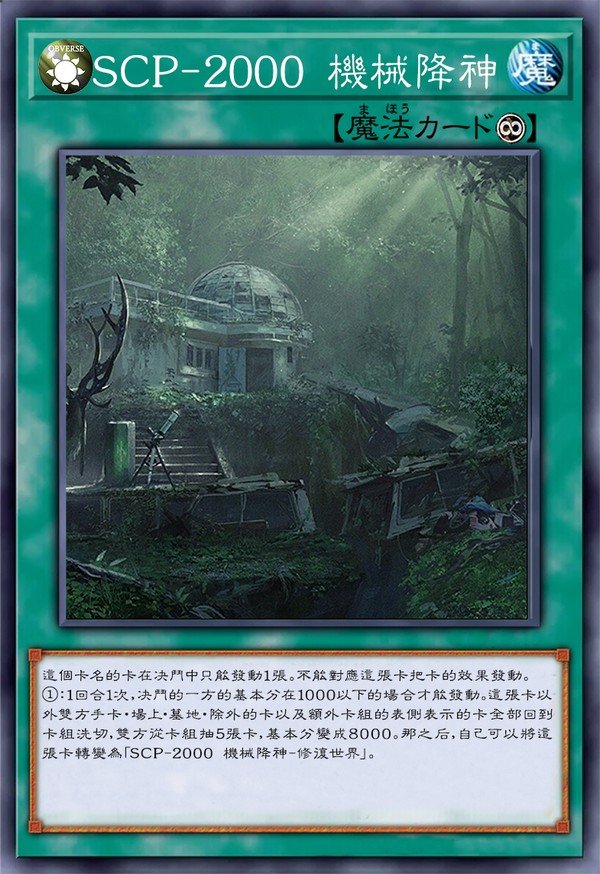 OBVERSE
SCP-2000 機械降神 魔
【魔法カード】
まほう
這個卡名的卡在決鬥中只能發動1張。不能對應這張卡把卡的效果發動。
①:1回合1次,決鬥的一方的基本分在1000以下的場合才能發動。這張卡以
外雙方手卡·場上·墓地·除外的卡以及額外卡組的表側表示的卡全部回到
卡組洗切,雙方從卡組抽5張卡,基本分變成8000。那之后,自己可以將這
張卡轉變為「SCP-2000 機械降神-修復世界」。